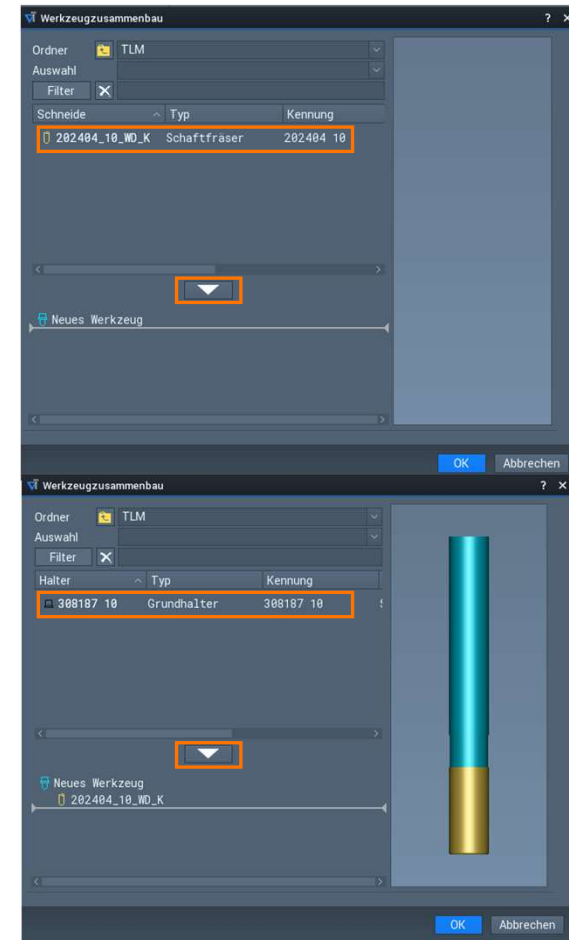 Werkzeugzusammenbau ? ×
Ordner TLM
Auswahl
Filter
Schneide Typ Kennung
202404_10_WD_K Schaftfräser 202404 10
Neues Werkzeug
OK Abbrechen
Werkzeugzusammenbau ? ×
Ordner TLM
Auswahl
Filter
Halter Typ Kennung
308187 10 Grundhalter 308187 10
Neues Werkzeug
202404_10_WD_K
OK Abbrechen